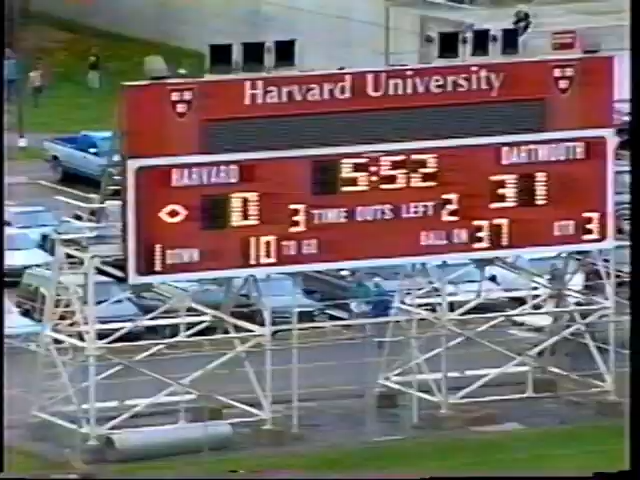 Harvard University
HARVARD 5:52 DARTMOUTH
0 3 TIME OUTS LEFT 2 31
1 DOWN 10 TO GO BALL ON 37 QTR 3